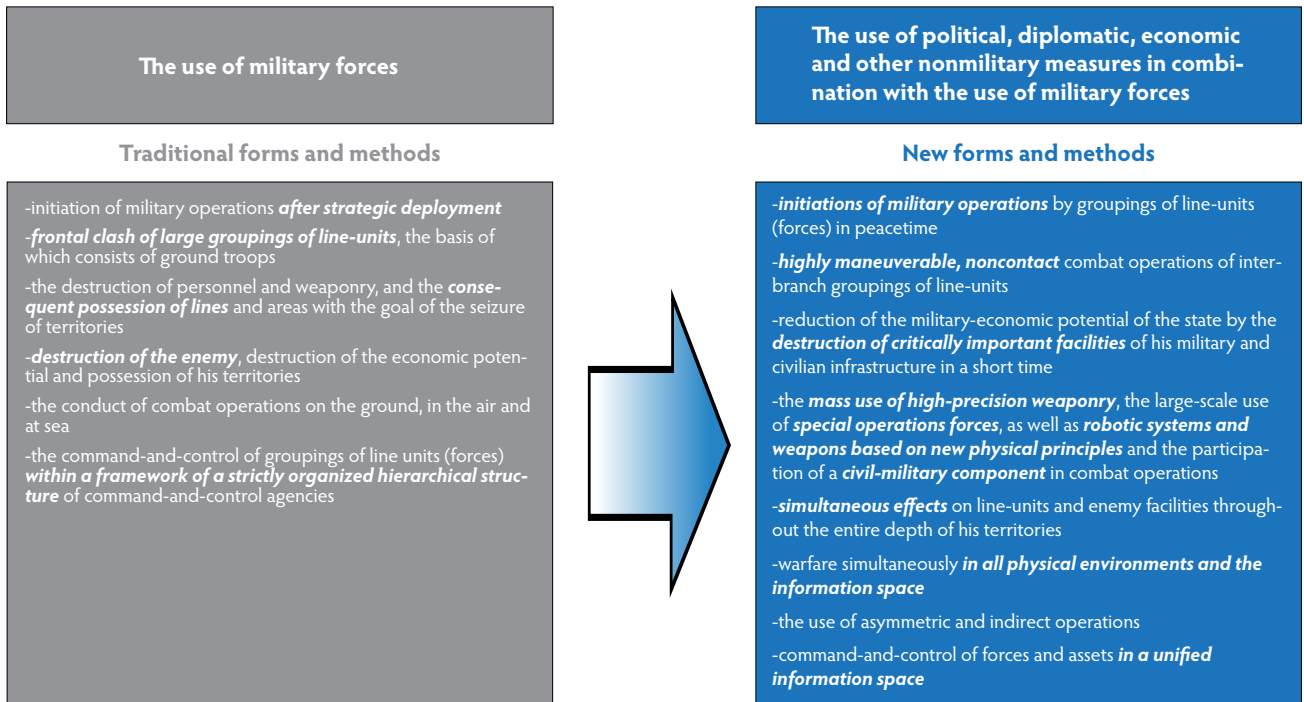 The use of military forces
Traditional forms and methods
-initiation of military operations after strategic deployment
-frontal clash of large groupings of line-units, the basis of
which consists of ground troops
-the destruction of personnel and weaponry, and the conse-
quent possession of lines and areas with the goal of the seizure
of territories
-destruction of the enemy, destruction of the economic poten-
tial and possession of his territories
-the conduct of combat operations on the ground, in the air and
at sea
-the command-and-control of groupings of line units (forces)
within a framework of a strictly organized hierarchical struc-
ture of command-and-control agencies
The use of political, diplomatic, economic
and other nonmilitary measures in combi-
nation with the use of military forces
New forms and methods
-initiations of military operations by groupings of line-units
(forces) in peacetime
-highly maneuverable, noncontact combat operations of inter-
branch groupings of line-units
-reduction of the military-economic potential of the state by the
destruction of critically important facilities of his military and
civilian infrastructure in a short time
-the mass use of high-precision weaponry, the large-scale use
of special operations forces, as well as robotic systems and
weapons based on new physical principles and the participa-
tion of a civil-military component in combat operations
-simultaneous effects on line-units and enemy facilities through-
out the entire depth of his territories
-warfare simultaneously in all physical environments and the
information space
-the use of asymmetric and indirect operations
-command-and-control of forces and assets in a unified
information space